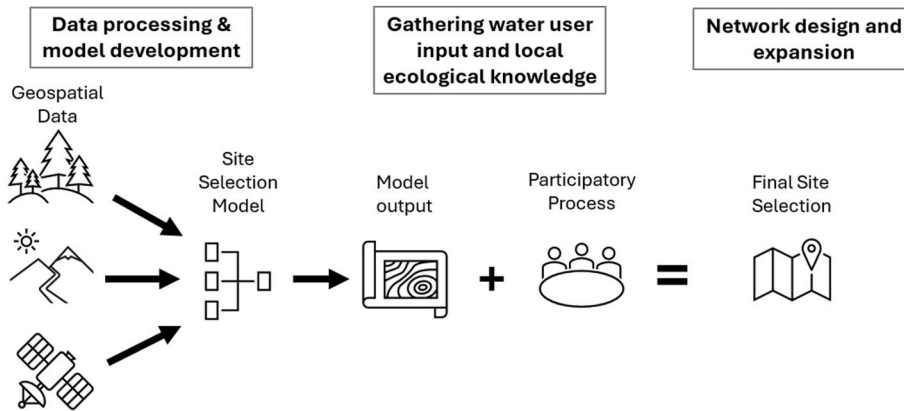 Data processing &
model development
Gathering water user
input and local
ecological knowledge
Network design and
expansion
Geospatial
Data
Site
Selection
Model
Model
output
Participatory
Process
Final Site
Selection
+
=